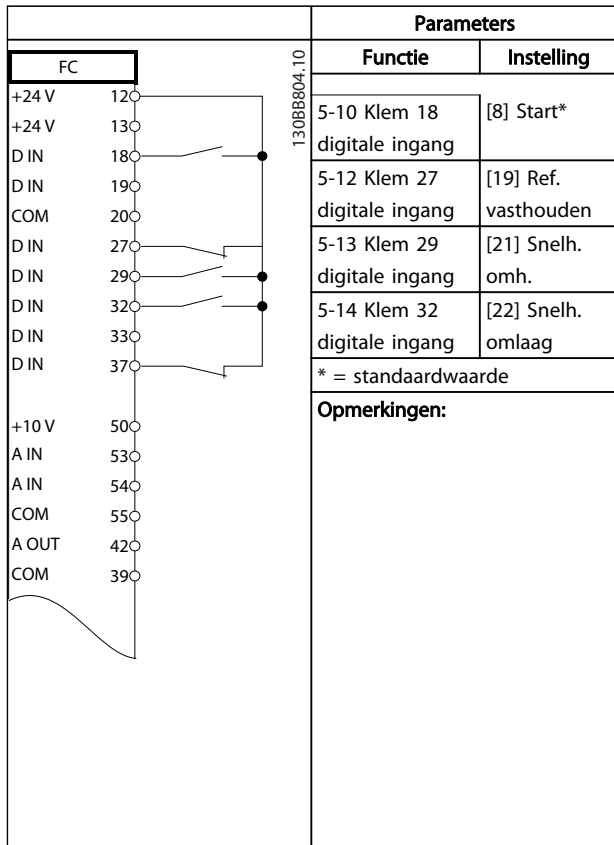 Parameters
FC
130BB804.10
Functie Instelling
+24 V 12
+24 V 13
D IN 18
D IN 19
COM 20
D IN 27
D IN 29
D IN 32
D IN 33
D IN 37
+10 V 50
A IN 53
A IN 54
COM 55
A OUT 42
COM 39
5-10 Klem 18 [8] Start*
digitale ingang
5-12 Klem 27 [19] Ref.
digitale ingang vasthouden
5-13 Klem 29 [21] Snelh.
digitale ingang omh.
5-14 Klem 32 [22] Snelh.
digitale ingang omlaag
* = standaardwaarde
Opmerkingen: